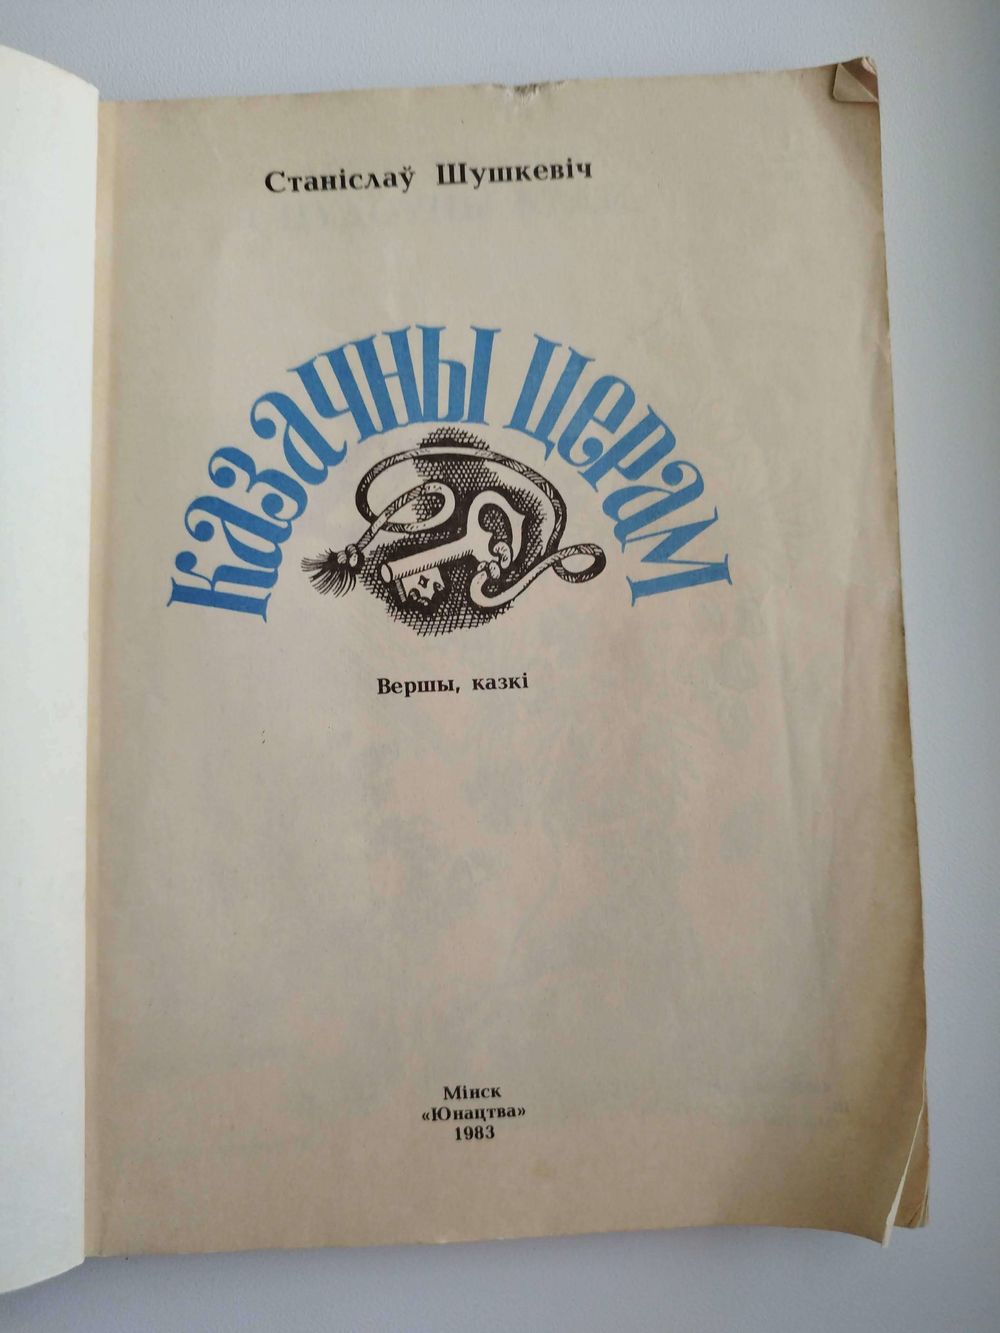 Станіслаў Шушкевіч
Казачны церам
Вершы, казкі
Мінск
«Юнацтва»
1983